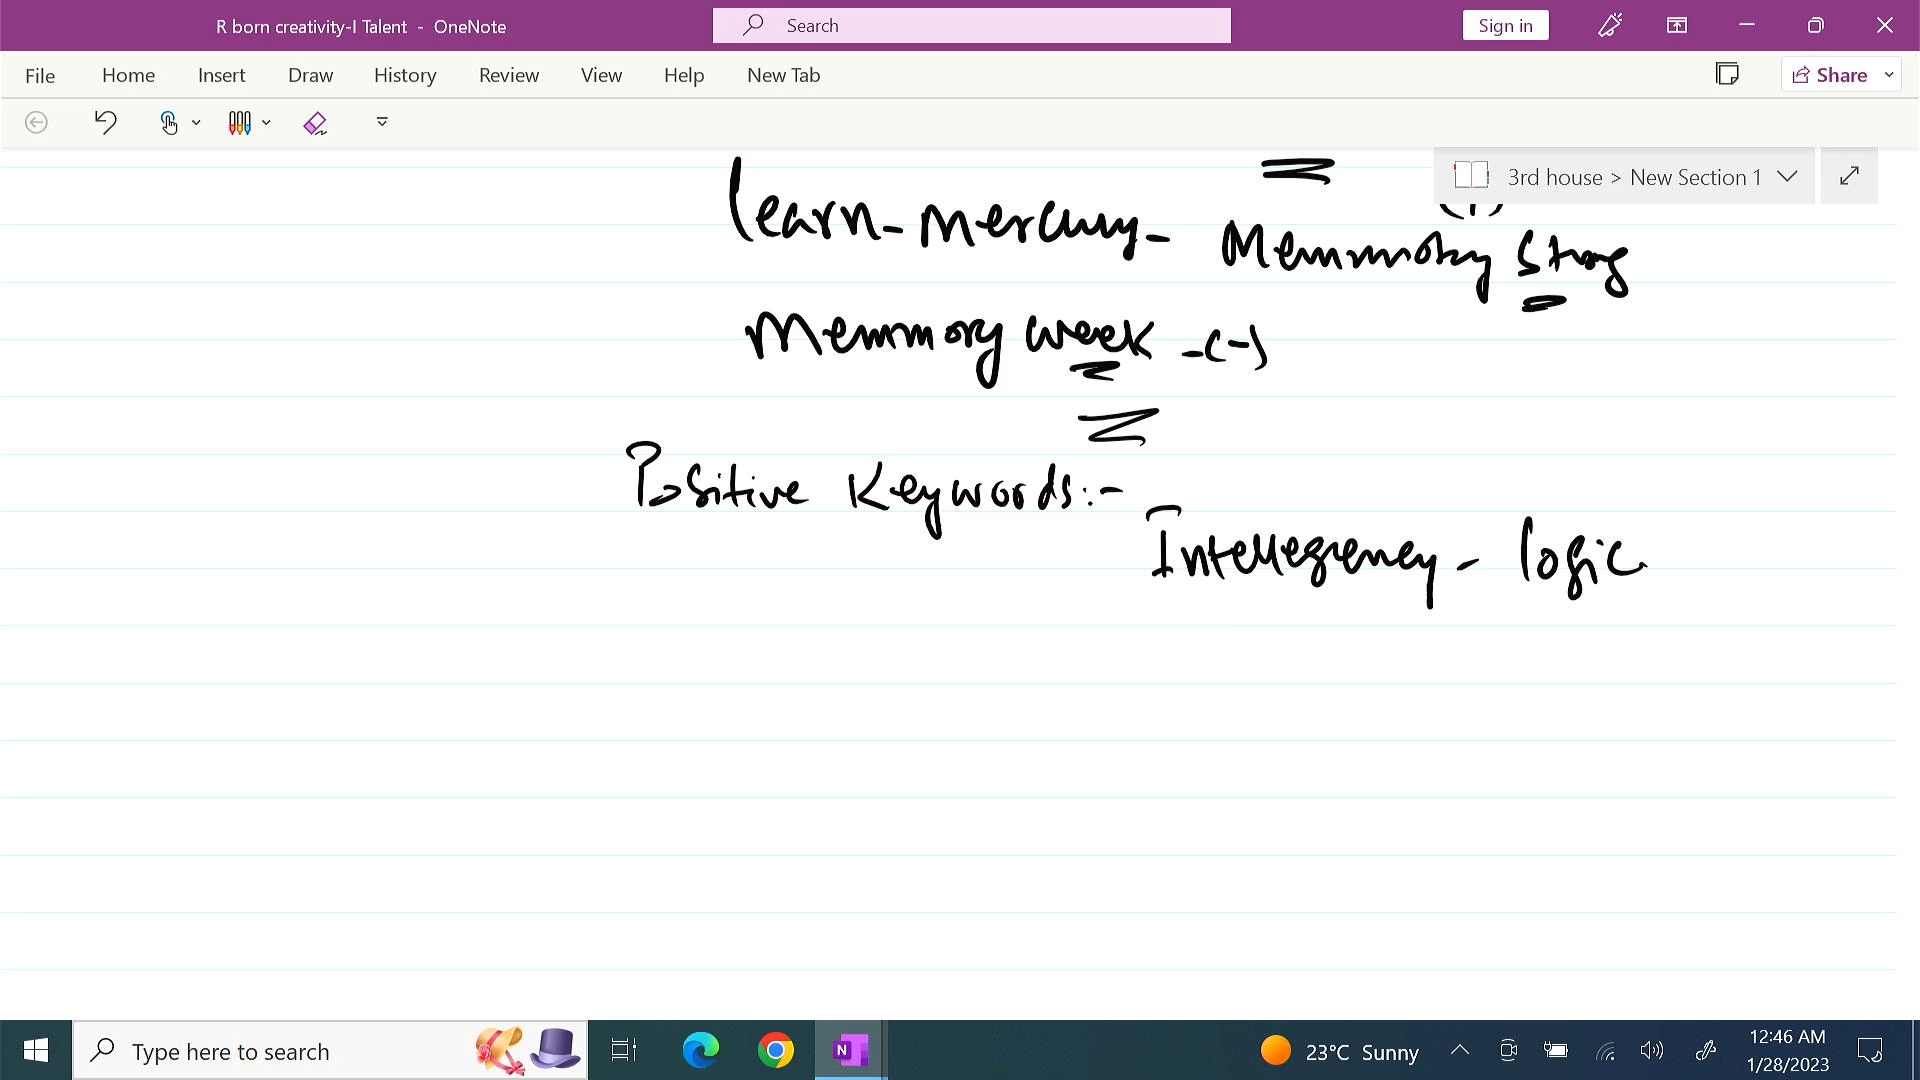 R born creativity-I Talent - OneNote
Search
Sign in
File Home Insert Draw History Review View Help New Tab
Share
3rd house > New Section 1
learn - Mercury - Memmory Strong
Memmory week - (-)
Positive Keywords :-
Intellegency - logic
Type here to search
23°C Sunny
12:46 AM
1/28/2023